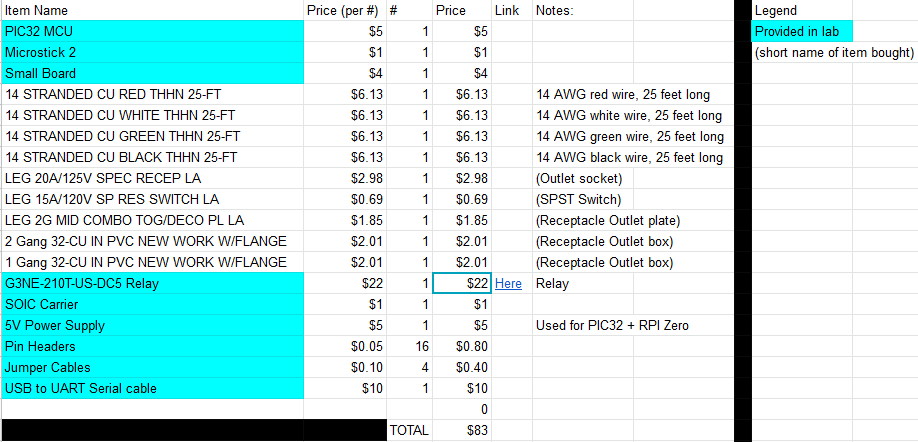 Item Name Price (per #) # Price Link Notes: Legend
PIC32 MCU $5 1 $5 Provided in lab
Microstick 2 $1 1 $1 (short name of item bought)
Small Board $4 1 $4
14 STRANDED CU RED THHN 25-FT $6.13 1 $6.13 14 AWG red wire, 25 feet long
14 STRANDED CU WHITE THHN 25-FT $6.13 1 $6.13 14 AWG white wire, 25 feet long
14 STRANDED CU GREEN THHN 25-FT $6.13 1 $6.13 14 AWG green wire, 25 feet long
14 STRANDED CU BLACK THHN 25-FT $6.13 1 $6.13 14 AWG black wire, 25 feet long
LEG 20A/125V SPEC RECEP LA $2.98 1 $2.98 (Outlet socket)
LEG 15A/120V SP RES SWITCH LA $0.69 1 $0.69 (SPST Switch)
LEG 2G MID COMBO TOG/DECO PL LA $1.85 1 $1.85 (Receptacle Outlet plate)
2 Gang 32-CU IN PVC NEW WORK W/FLANGE $2.01 1 $2.01 (Receptacle Outlet box)
1 Gang 32-CU IN PVC NEW WORK W/FLANGE $2.01 1 $2.01 (Receptacle Outlet box)
G3NE-210T-US-DC5 Relay $22 1 $22 Here Relay
SOIC Carrier $1 1 $1
5V Power Supply $5 1 $5 Used for PIC32 + RPI Zero
Pin Headers $0.05 16 $0.80
Jumper Cables $0.10 4 $0.40
USB to UART Serial cable $10 1 $10
0
TOTAL $83